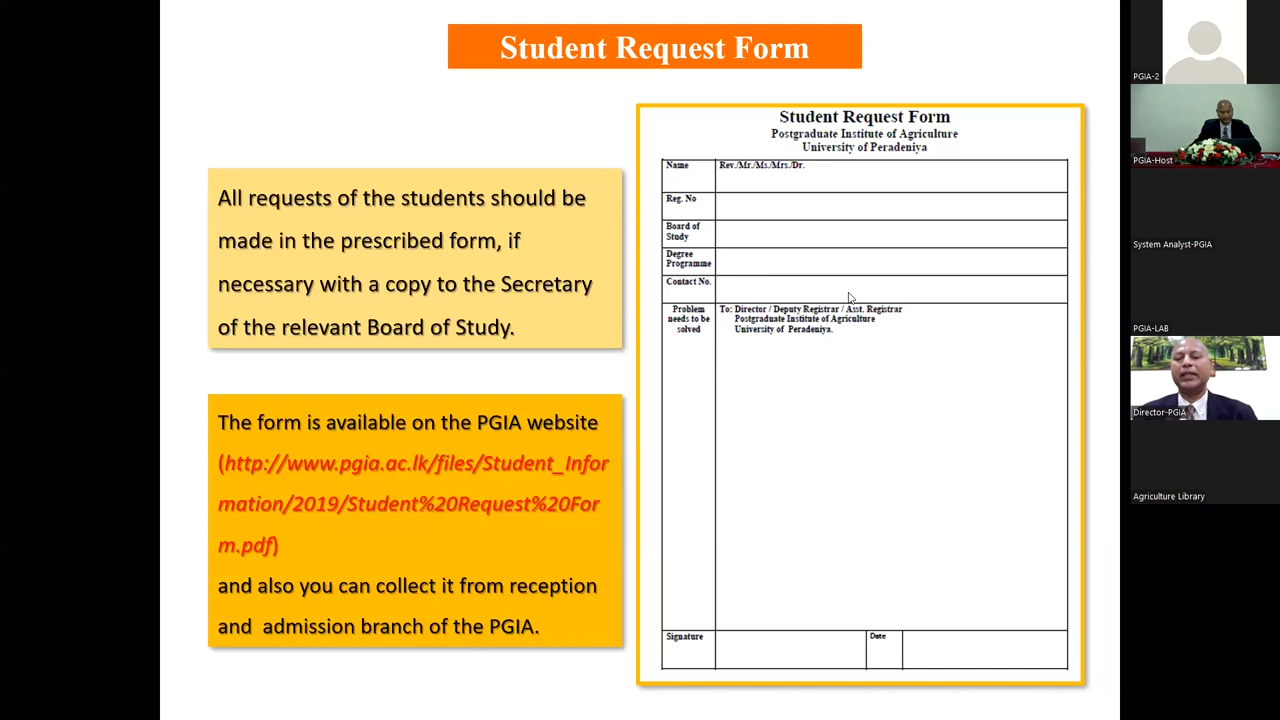 Student Request Form
All requests of the students should be
made in the prescribed form, if
necessary with a copy to the Secretary
of the relevant Board of Study.
The form is available on the PGIA website
(http://www.pgia.ac.lk/files/Student_Infor
mation/2019/Student%20Request%20For
m.pdf)
and also you can collect it from reception
and admission branch of the PGIA.
Student Request Form
Postgraduate Institute of Agriculture
University of Peradeniya
Name Rev./Mr./Ms./Mrs./Dr.
Reg. No
Board of
Study
Degree
Programme
Contact No.
Problem
needs to be
solved
To: Director / Deputy Registrar / Asst. Registrar
Postgraduate Institute of Agriculture
University of Peradeniya.
Signature Date
PGIA-2
PGIA-Host
System Analyst-PGIA
PGIA-LAB
Director-PGIA
Agriculture Library